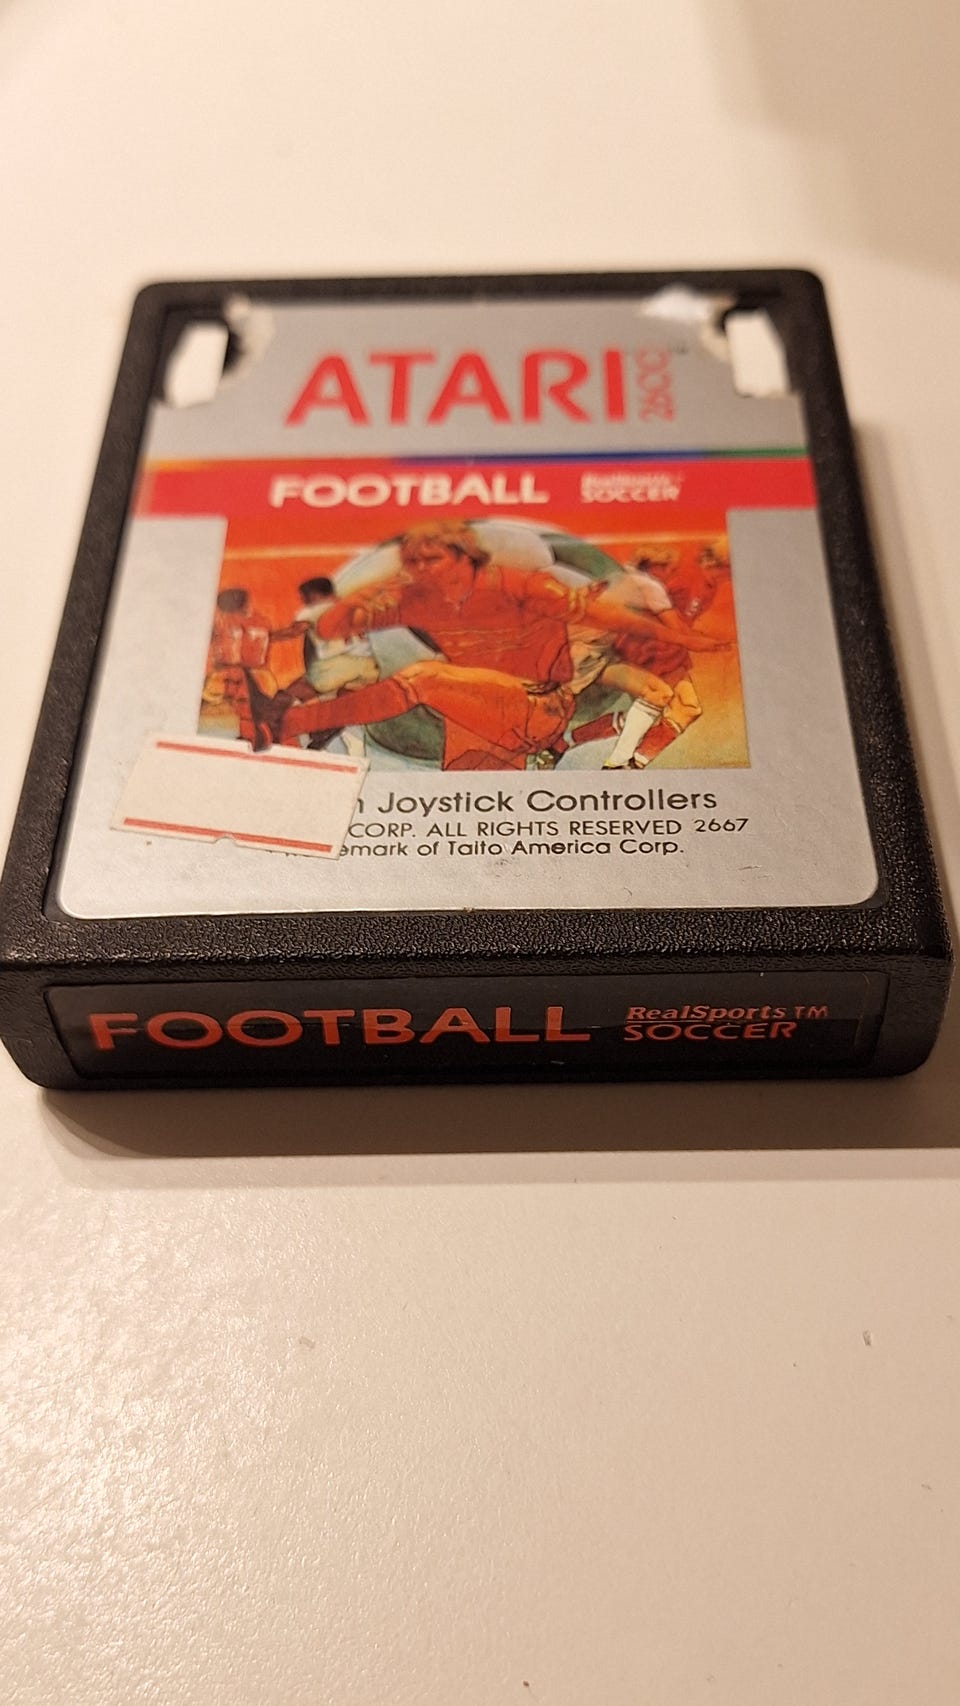 ATARI 2600 ™
FOOTBALL RealSports™ SOCCER
Joystick Controllers
CORP. ALL RIGHTS RESERVED 2667
emark of Taito America Corp.
FOOTBALL RealSports TM
SOCCER